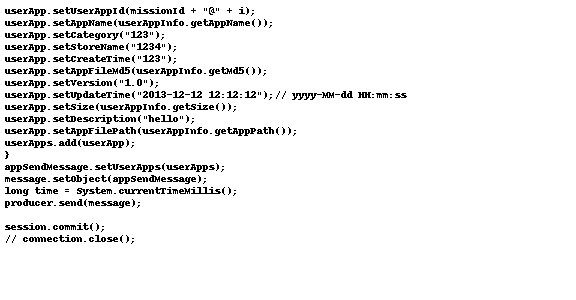 userApp.setUserAppId(missionId + "@" + i);
userApp.setAppName(userAppInfo.getAppName());
userApp.setCategory("123");
userApp.setStoreName("1234");
userApp.setCreateTime("123");
userApp.setAppFileMd5(userAppInfo.getMd5());
userApp.setVersion("1.0");
userApp.setUpdateTime("2013-12-12 12:12:12");// yyyy-MM-dd HH:mm:ss
userApp.setSize(userAppInfo.getSize());
userApp.setDescription("hello");
userApp.setAppFilePath(userAppInfo.getAppPath());
userApps.add(userApp);
}
appSendMessage.setUserApps(userApps);
message.setObject(appSendMessage);
long time = System.currentTimeMillis();
producer.send(message);

session.commit();
// connection.close();